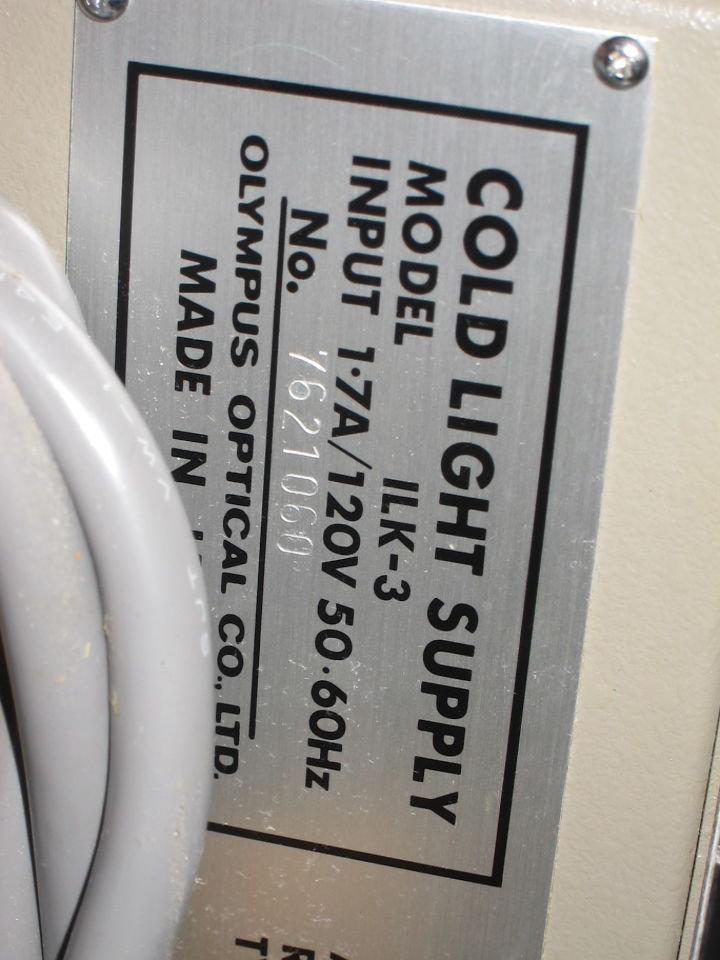 COLD LIGHT SUPPLY
MODEL ILK-3
INPUT 1·7A/120V 50·60Hz
No. 7621060
OLYMPUS OPTICAL CO., LTD.
MADE IN